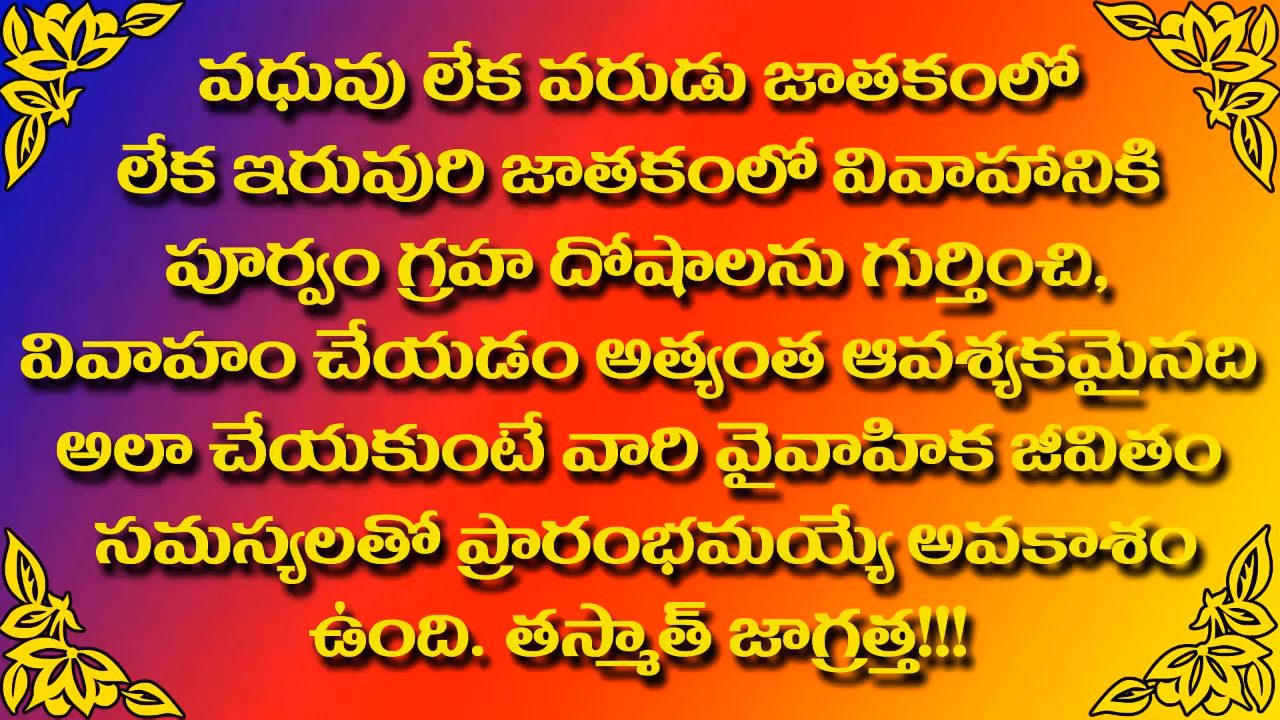 వధువు లేక వరుడు జాతకంలో
లేక ఇరువురి జాతకంలో వివాహానికి
పూర్వం గ్రహ దోషాలను గుర్తించి,
వివాహం చేయడం అత్యంత ఆవశ్యకమైనది
అలా చేయకుంటే వారి వైవాహిక జీవితం
సమస్యలతో ప్రారంభమయ్యే అవకాశం
ఉంది. తస్మాత్ జాగ్రత్త!!!